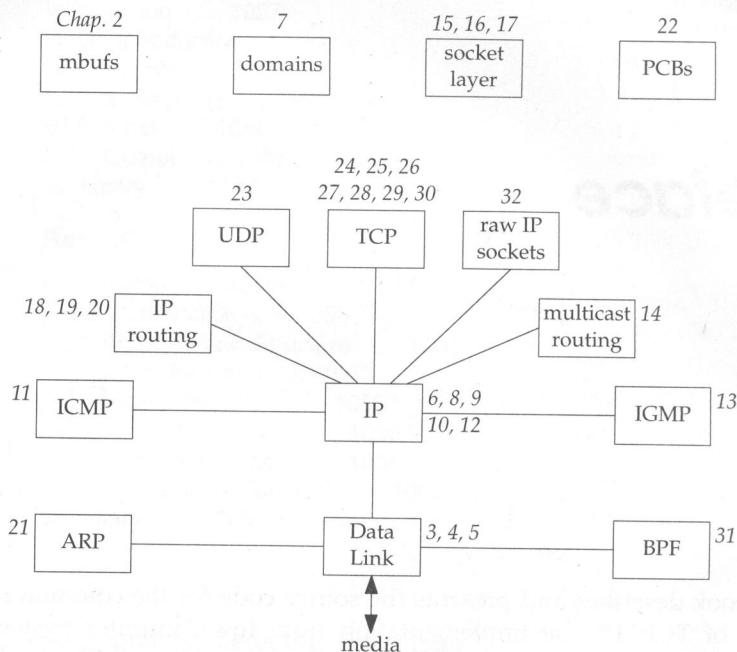 Chap. 2
mbufs
7
domains
15, 16, 17
socket
layer
22
PCBs
23
UDP
24, 25, 26
27, 28, 29, 30
TCP
32
raw IP
sockets
18, 19, 20
IP
routing
multicast
routing
14
11
ICMP
IP
6, 8, 9
10, 12
IGMP
13
21
ARP
Data
Link
3, 4, 5
BPF
31
media